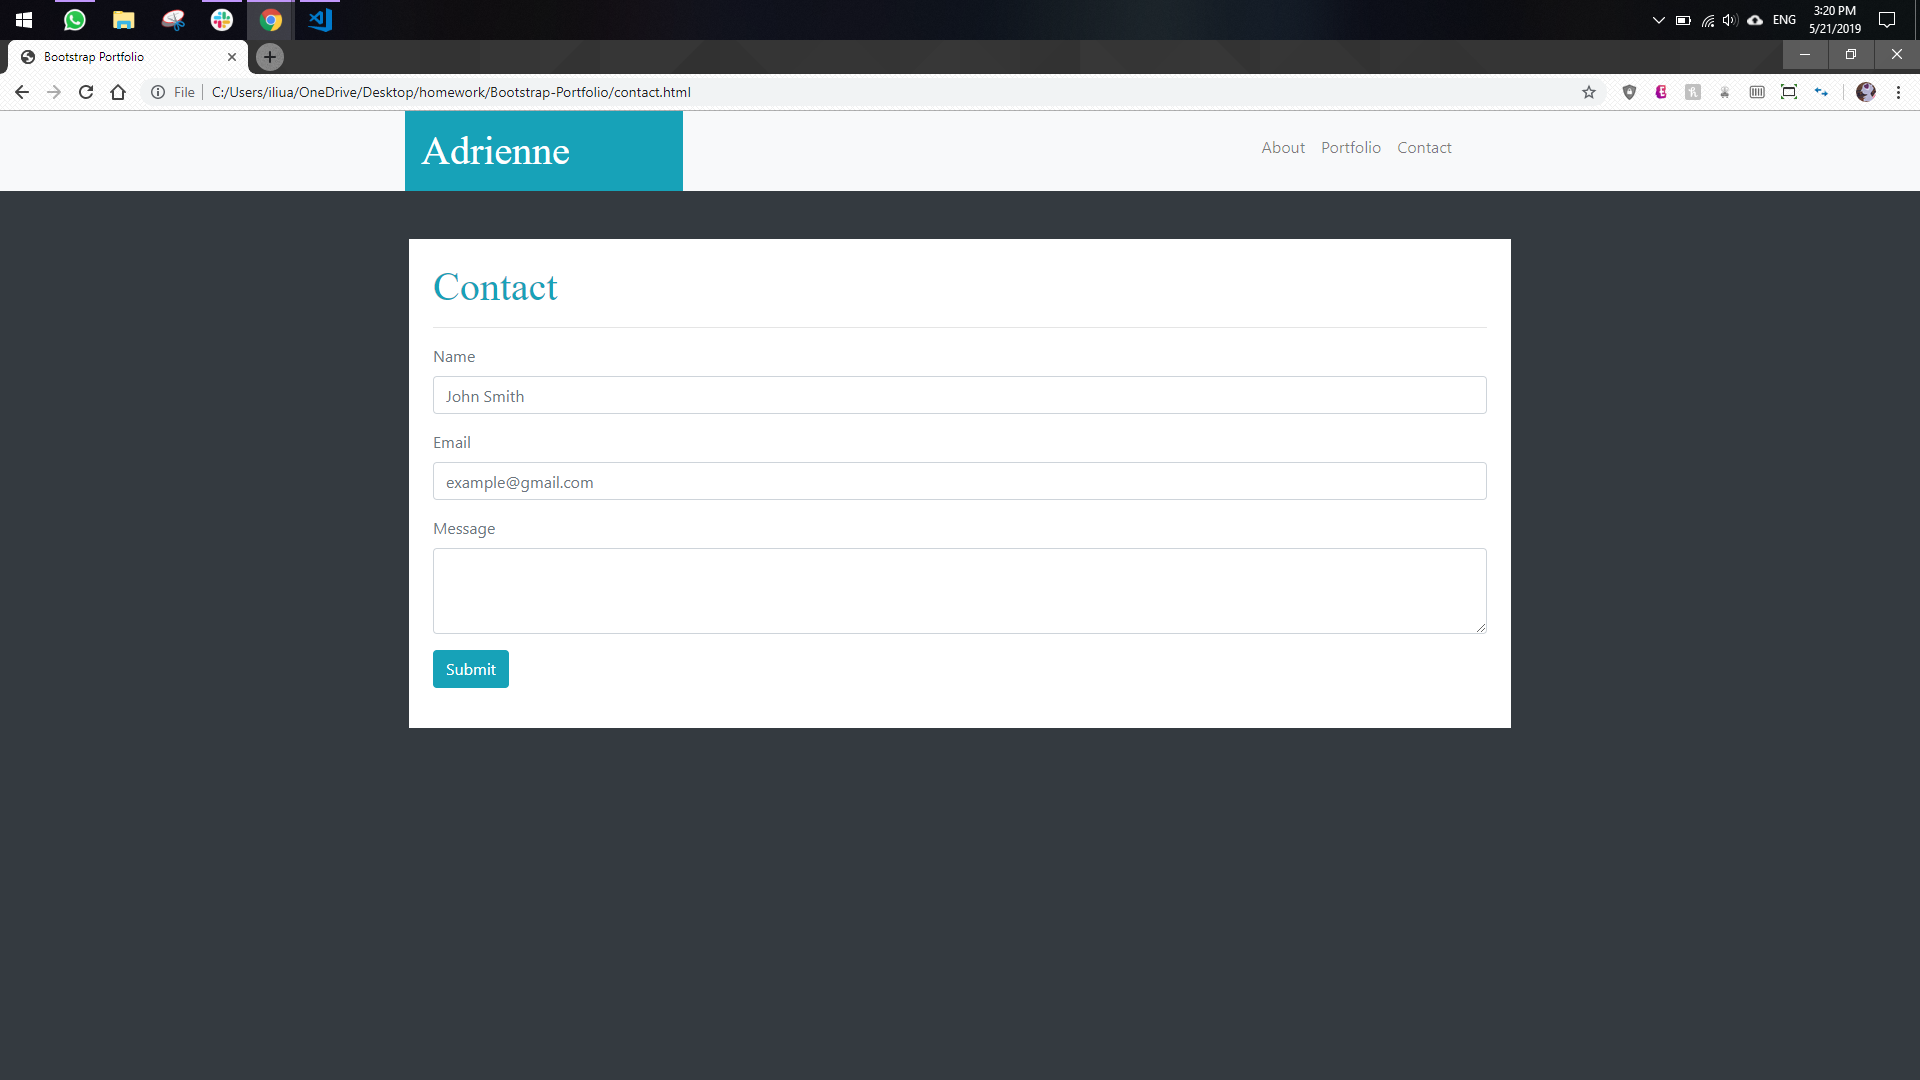 ENG
3:20 PM
5/21/2019
Bootstrap Portfolio
File
C:/Users/iliua/OneDrive/Desktop/homework/Bootstrap-Portfolio/contact.html
Adrienne
About Portfolio Contact
Contact
Name
John Smith
Email
example@gmail.com
Message
Submit